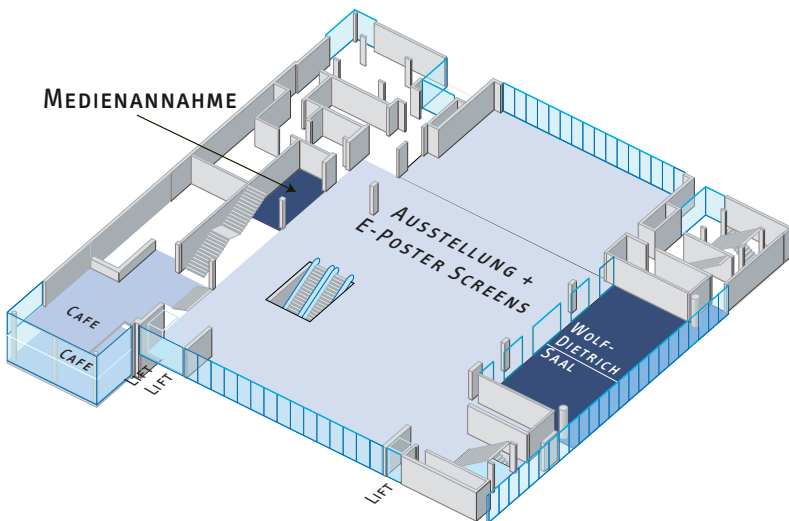 MEDIENANNAHME
AUSSTELLUNG +
E-POSTER SCREENS
WOLF-
DIETRICH
SAAL
CAFE
CAFE
LIFT
LIFT
LIFT